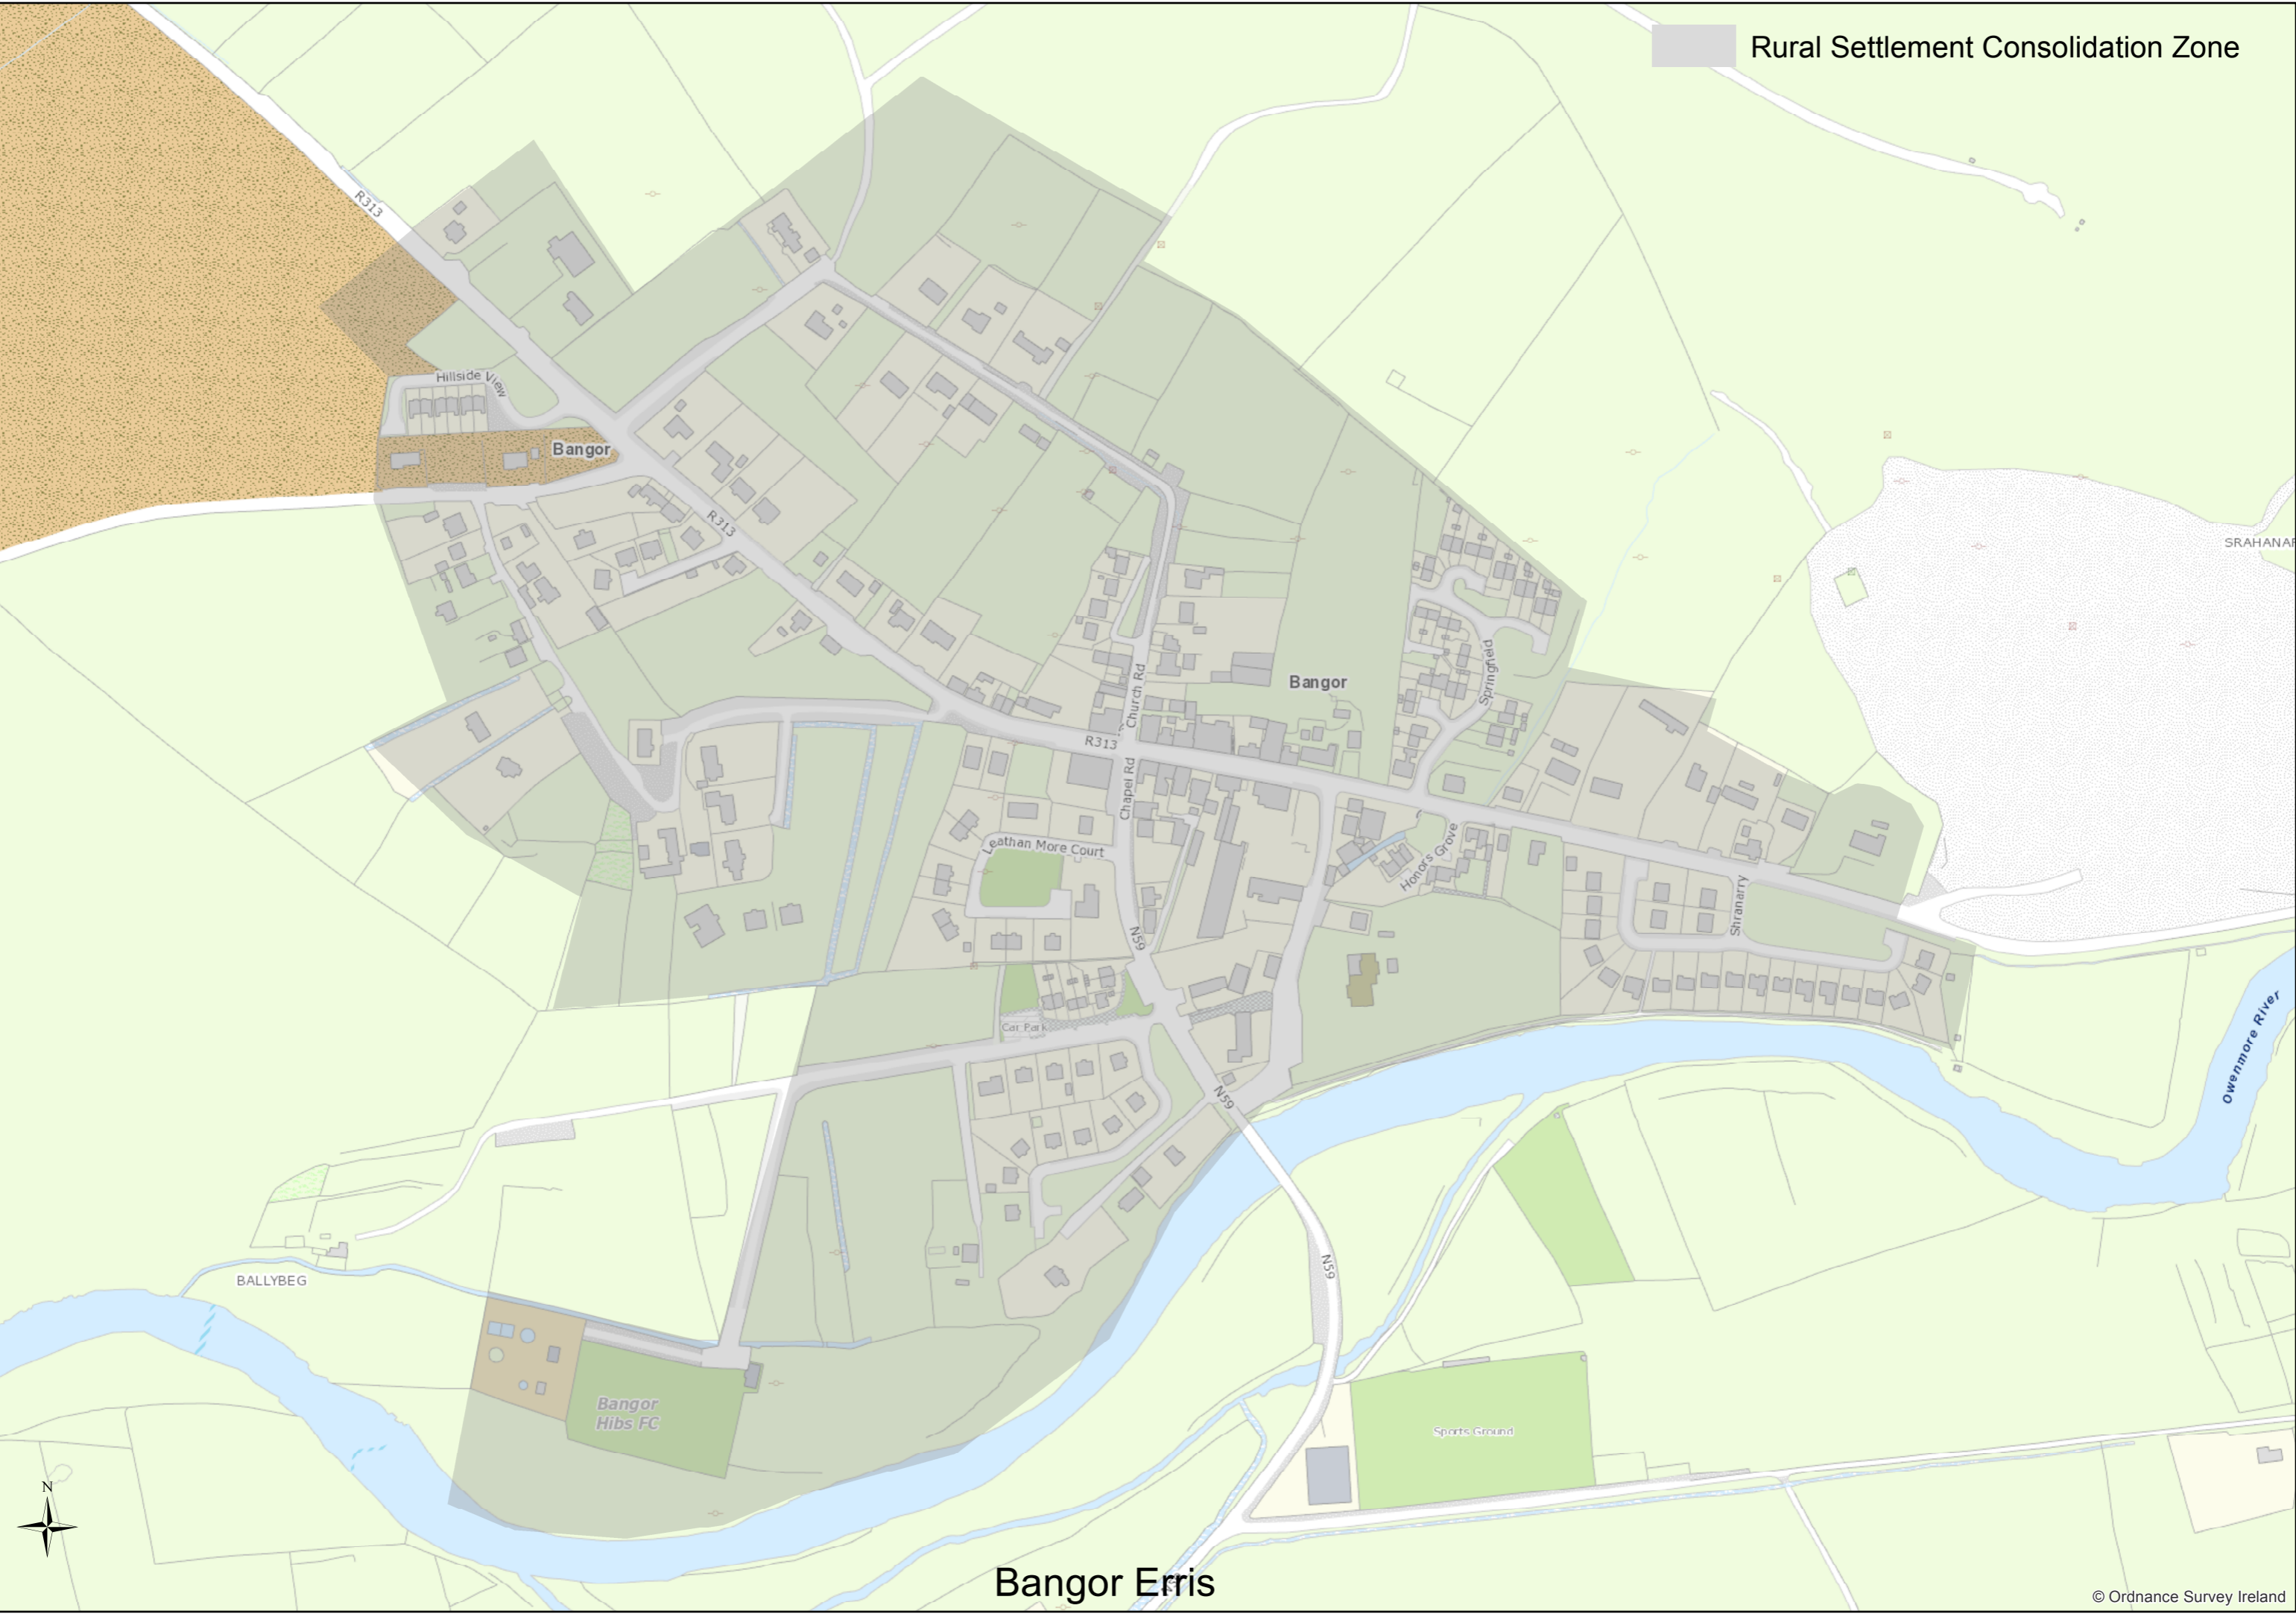 Rural Settlement Consolidation Zone
R313
Hillside View
Bangor
R313
SRAHANAR
Church Rd
Bangor
Springfield
R313
Chapel Rd
Leathan More Court
Honors Grove
Shranarry
N59
Car Park
Owenmore River
N59
N59
BALLYBEG
Bangor
Hibs FC
Sports Ground
N
Bangor Erris
© Ordnance Survey Ireland